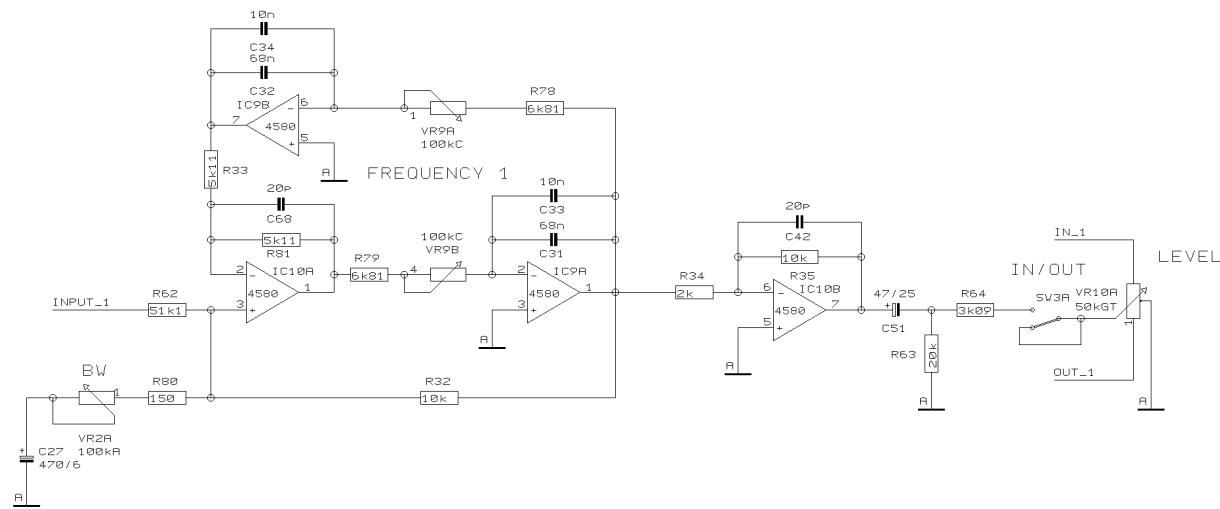 10n
C34
68n
C32
IC9B
6
7
4580
5
A
1
VR9A
100kC
R78
6k81
5k11
R33
FREQUENCY 1
20p
C68
5k11
R81
2
IC10A
4580
1
3
INPUT_1
R62
51k1
R79
6k81
100kC
VR9B
4
10n
C33
68n
C31
2
IC9A
4580
1
3
A
R34
2k
20p
C42
10k
R35
IC10B
6
4580
7
5
A
47/25
C51
R63
20k
A
R64
3k09
IN/OUT
SW3A
IN_1
LEVEL
VR10A
50kGT
1
OUT_1
A
BW
1
VR2A
100kA
R80
150
R32
10k
C27
470/6
A